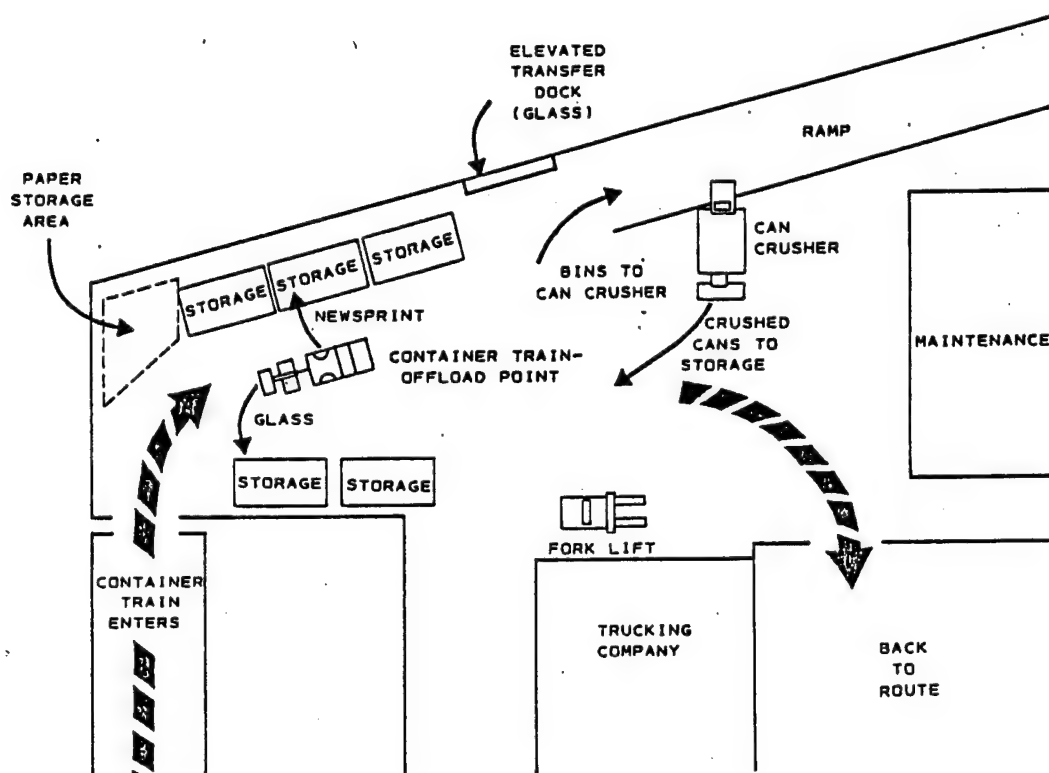 ELEVATED
TRANSFER
DOCK
(GLASS)
RAMP
PAPER
STORAGE
AREA
CAN
CRUSHER
STORAGE
STORAGE
STORAGE
BINS TO
CAN CRUSHER
NEWSPRINT
CRUSHED
CANS TO
STORAGE
MAINTENANCE
CONTAINER TRAIN-
OFFLOAD POINT
GLASS
STORAGE
STORAGE
FORK LIFT
CONTAINER
TRAIN
ENTERS
TRUCKING
COMPANY
BACK
TO
ROUTE